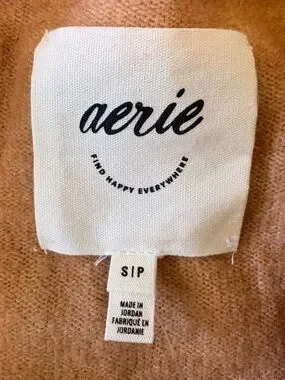 aerie
FIND HAPPY EVERYWHERE
S|P
MADE IN
JORDAN
FABRIQUÉ EN
JORDANIE